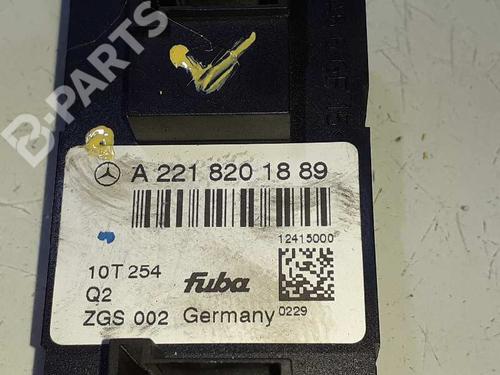 B-PARTS
A 221 820 18 89
12415000
10T 254
fuba
Q2
ZGS 002 Germany
0229